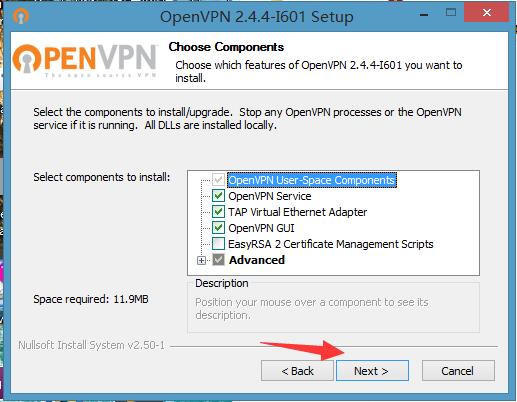 OpenVPN 2.4.4-I601 Setup
OPENVPN
The open source VPN
Choose Components
Choose which features of OpenVPN 2.4.4-I601 you want to
install.
Select the components to install/upgrade. Stop any OpenVPN processes or the OpenVPN
service if it is running. All DLLs are installed locally.
Select components to install:
OpenVPN User-Space Components
OpenVPN Service
TAP Virtual Ethernet Adapter
OpenVPN GUI
EasyRSA 2 Certificate Management Scripts
Advanced
Space required: 11.9MB
Description
Position your mouse over a component to see its
description.
Nullsoft Install System v2.50-1
< Back
Next >
Cancel